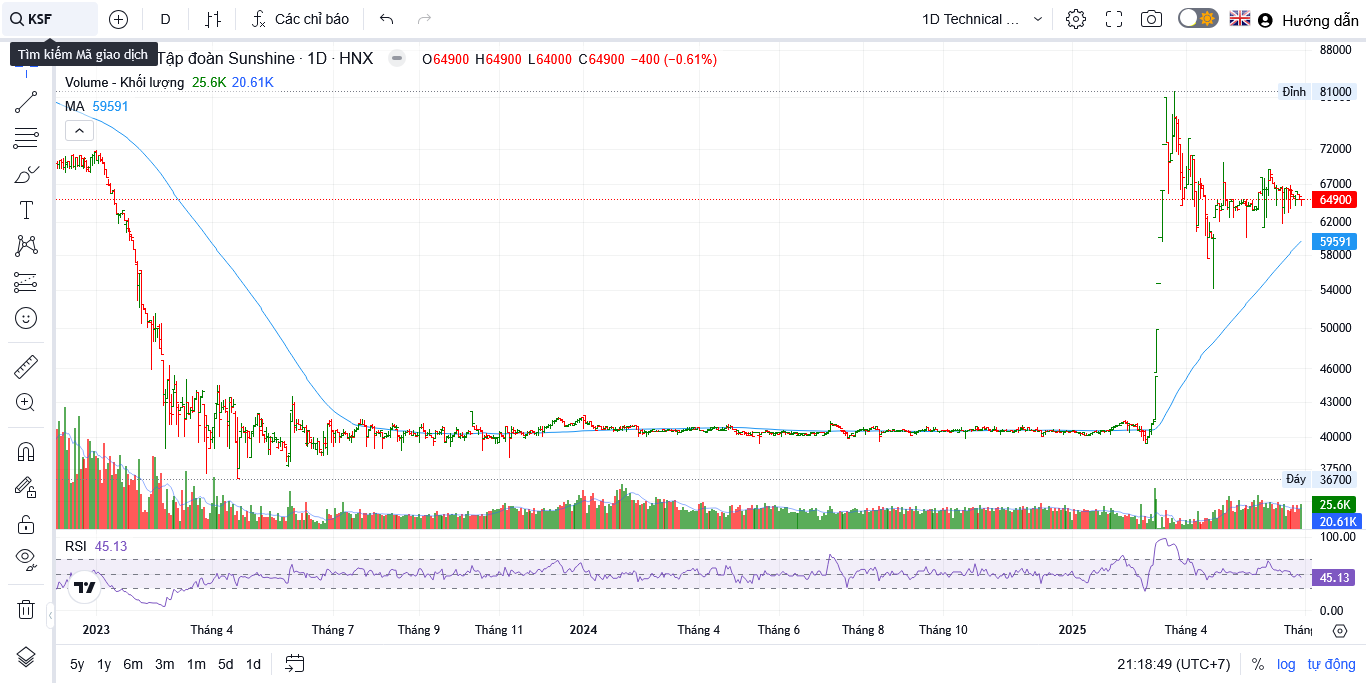 KSF D Các chỉ báo 1D Technical ... Hướng dẫn
Tìm kiếm Mã giao dịch
Tập đoàn Sunshine · 1D · HNX O64900 H64900 L64000 C64900 −400 (−0.61%)
Volume - Khối lượng 25.6K 20.61K
MA 59591
88000
Đỉnh 81000
72000
67000
64900
62000
59591
58000
54000
50000
46000
43000
40000
37500
Đáy 36700
25.6K
20.61K
RSI 45.13
100.00
45.13
0.00
2023 Tháng 4 Tháng 7 Tháng 9 Tháng 11 2024 Tháng 4 Tháng 6 Tháng 8 Tháng 10 2025 Tháng 4 Thán
5y 1y 6m 3m 1m 5d 1d 21:18:49 (UTC+7) % log tự động